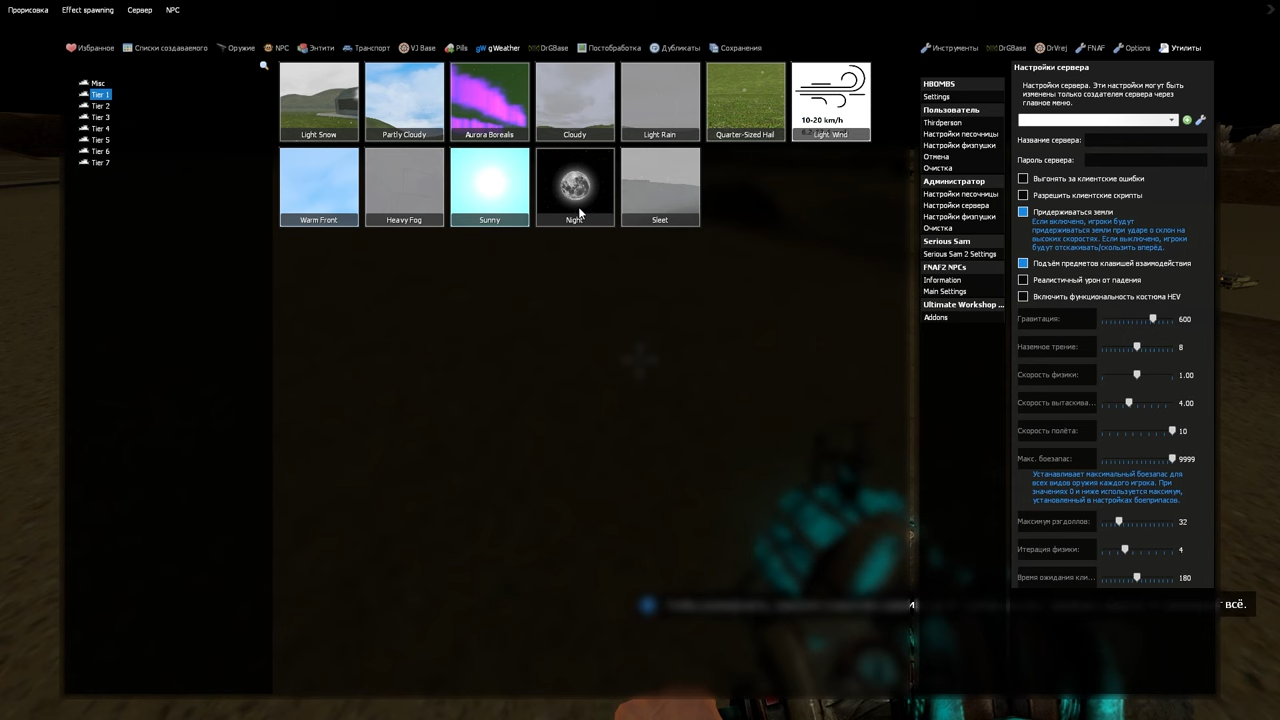 Прорисовка Effect spawning Сервер NPC
Избранное Списки создаваемого Оружие NPC Энтити Транспорт VJ Base Pills gWeather DrGBase Постобработка Дубликаты Сохранения
Инструменты DrGBase DrVrej FNAF Options Утилиты
Misc
Tier 1
Tier 2
Tier 3
Tier 4
Tier 5
Tier 6
Tier 7
10-20 km/h
Light Snow Partly Cloudy Aurora Borealis Cloudy Light Rain Quarter-Sized Hail Light Wind
Warm Front Heavy Fog Sunny Night Sleet
HBOMBS
Settings
Пользователь
Thirdperson
Настройки песочницы
Настройки физпушки
Отмена
Очистка
Администратор
Настройки песочницы
Настройки сервера
Настройки физпушки
Очистка
Serious Sam
Serious Sam 2 Settings
FNAF2 NPCs
Information
Main Settings
Ultimate Workshop ...
Addons
Настройки сервера
Настройки сервера. Эти настройки могут быть
изменены только создателем сервера через
главное меню.
Название сервера:
Пароль сервера:
Выгонять за клиентские ошибки
Разрешить клиентские скрипты
Придерживаться земли
Если включено, игроки будут
придерживаться земли при ударе о склон на
высоких скоростях. Если выключено, игроки
будут отскакивать/скользить вперёд.
Подъём предметов клавишей взаимодействия
Реалистичный урон от падения
Включить функциональность костюма HEV
Гравитация: 600
Наземное трение: 8
Скорость физики: 1.00
Скорость вытаскива... 4.00
Скорость полёта: 10
Макс. боезапас: 9999
Устанавливает максимальный боезапас для
всех видов оружия каждого игрока. При
значениях 0 и ниже используется максимум,
установленный в настройках боеприпасов.
Максимум рэгдоллов: 32
Итерация физики: 4
Время ожидания кли... 180
всё.